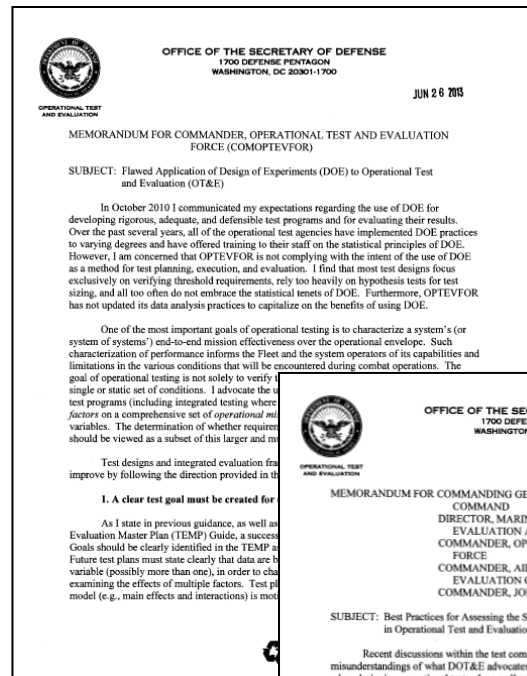 OFFICE OF THE SECRETARY OF DEFENSE
1700 DEFENSE PENTAGON
WASHINGTON, DC 20301-1700
OPERATIONAL TEST
AND EVALUATION
JUN 26 2013
MEMORANDUM FOR COMMANDER, OPERATIONAL TEST AND EVALUATION
FORCE (COMOPTEVFOR)
SUBJECT: Flawed Application of Design of Experiments (DOE) to Operational Test
and Evaluation (OT&E)
In October 2010 I communicated my expectations regarding the use of DOE for
developing rigorous, adequate, and defensible test programs and for evaluating their results.
Over the past several years, all of the operational test agencies have implemented DOE practices
to varying degrees and have offered training to their staff on the statistical principles of DOE.
However, I am concerned that OPTEVFOR is not complying with the intent of the use of DOE
as a method for test planning, execution, and evaluation. I find that most test designs focus
exclusively on verifying threshold requirements, rely too heavily on hypothesis tests for test
sizing, and all too often do not embrace the statistical tenets of DOE. Furthermore, OPTEVFOR
has not updated its data analysis practices to capitalize on the benefits of using DOE.
One of the most important goals of operational testing is to characterize a system's (or
system of systems') end-to-end mission effectiveness over the operational envelope. Such
characterization of performance informs the Fleet and the system operators of its capabilities and
limitations in the various conditions that will be encountered during combat operations. The
goal of operational testing is not solely to verify t
single or static set of conditions. I advocate the u
test programs (including integrated testing where
factors on a comprehensive set of operational mi
variables. The determination of whether requirem
should be viewed as a subset of this larger and mu
Test designs and integrated evaluation fra
improve by following the direction provided in th
1. A clear test goal must be created for
As I state in previous guidance, as well as
Evaluation Master Plan (TEMP) Guide, a success
Goals should be clearly identified in the TEMP as
Future test plans must state clearly that data are b
variable (possibly more than one), in order to cha
examining the effects of multiple factors. Test pl
model (e.g., main effects and interactions) is moti
OFFICE OF THE SE
1700 DEFE
WASHINGTON
OPERATIONAL TEST
AND EVALUATION
MEMORANDUM FOR COMMANDING GE
COMMAND
DIRECTOR, MARIN
EVALUATION A
COMMANDER, OP
FORCE
COMMANDER, AI
EVALUATION
COMMANDER, JO
SUBJECT: Best Practices for Assessing the S
in Operational Test and Evaluatio
Recent discussions within the test com
misunderstandings of what DOT&E advocates